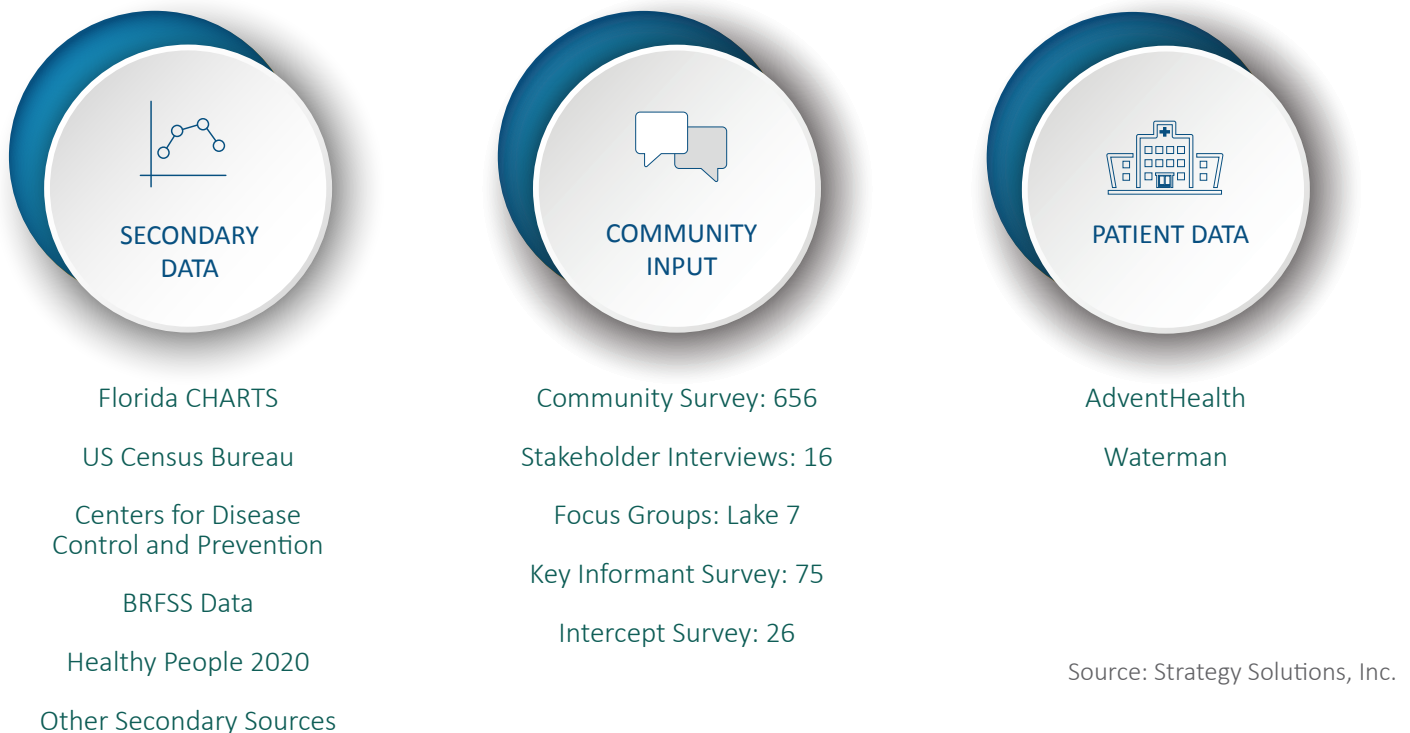 SECONDARY
DATA
Florida CHARTS
US Census Bureau
Centers for Disease
Control and Prevention
BRFSS Data
Healthy People 2020
Other Secondary Sources
COMMUNITY
INPUT
Community Survey: 656
Stakeholder Interviews: 16
Focus Groups: Lake 7
Key Informant Survey: 75
Intercept Survey: 26
PATIENT DATA
AdventHealth
Waterman
Source: Strategy Solutions, Inc.